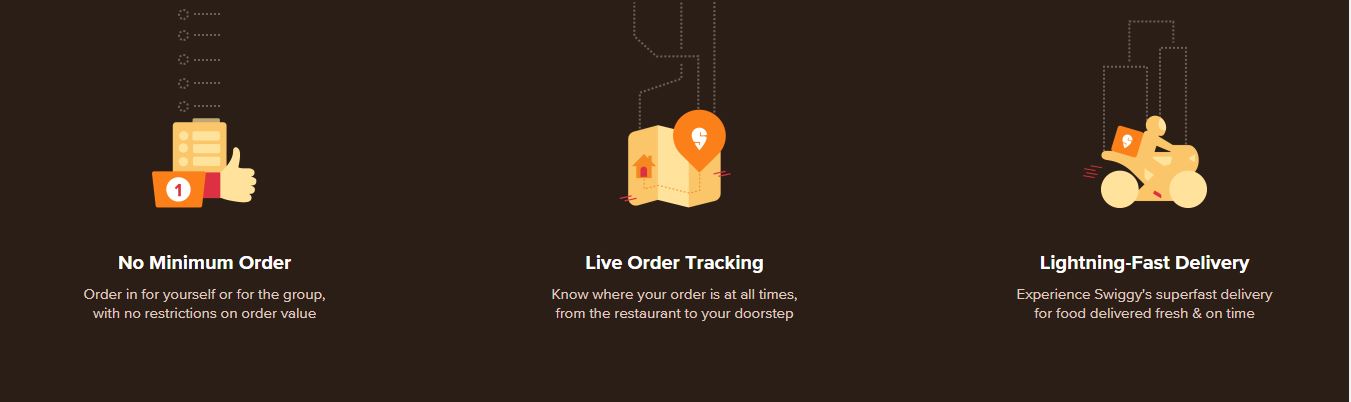 1
No Minimum Order
Order in for yourself or for the group,
with no restrictions on order value
Live Order Tracking
Know where your order is at all times,
from the restaurant to your doorstep
Lightning-Fast Delivery
Experience Swiggy's superfast delivery
for food delivered fresh & on time